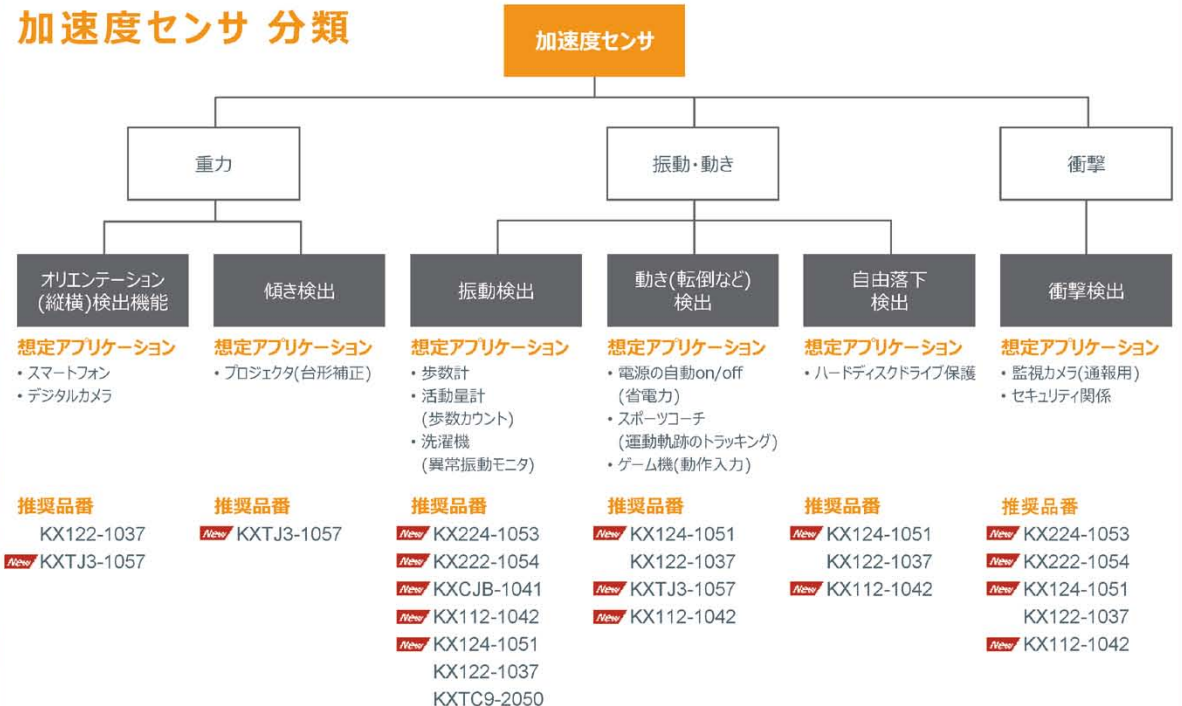 加速度センサ 分類
加速度センサ
重力
振動・動き
衝撃
オリエンテーション
(縦横)検出機能
想定アプリケーション
・スマートフォン
・デジタルカメラ
推奨品番
KX122-1037
New KXTJ3-1057
傾き検出
想定アプリケーション
・プロジェクタ(台形補正)
推奨品番
New KXTJ3-1057
振動検出
想定アプリケーション
・歩数計
・活動量計
(歩数カウント)
・洗濯機
(異常振動モニタ)
推奨品番
New KX224-1053
New KX222-1054
New KXCJB-1041
New KX112-1042
New KX124-1051
KX122-1037
KXTC9-2050
動き(転倒など)
検出
想定アプリケーション
・電源の自動on/off
(省電力)
・スポーツコーチ
(運動軌跡のトラッキング)
・ゲーム機(動作入力)
推奨品番
New KX124-1051
KX122-1037
New KXTJ3-1057
New KX112-1042
自由落下
検出
想定アプリケーション
・ハードディスクドライブ保護
推奨品番
New KX124-1051
KX122-1037
New KX112-1042
衝撃検出
想定アプリケーション
・監視カメラ(通報用)
・セキュリティ関係
推奨品番
New KX224-1053
New KX222-1054
New KX124-1051
KX122-1037
New KX112-1042